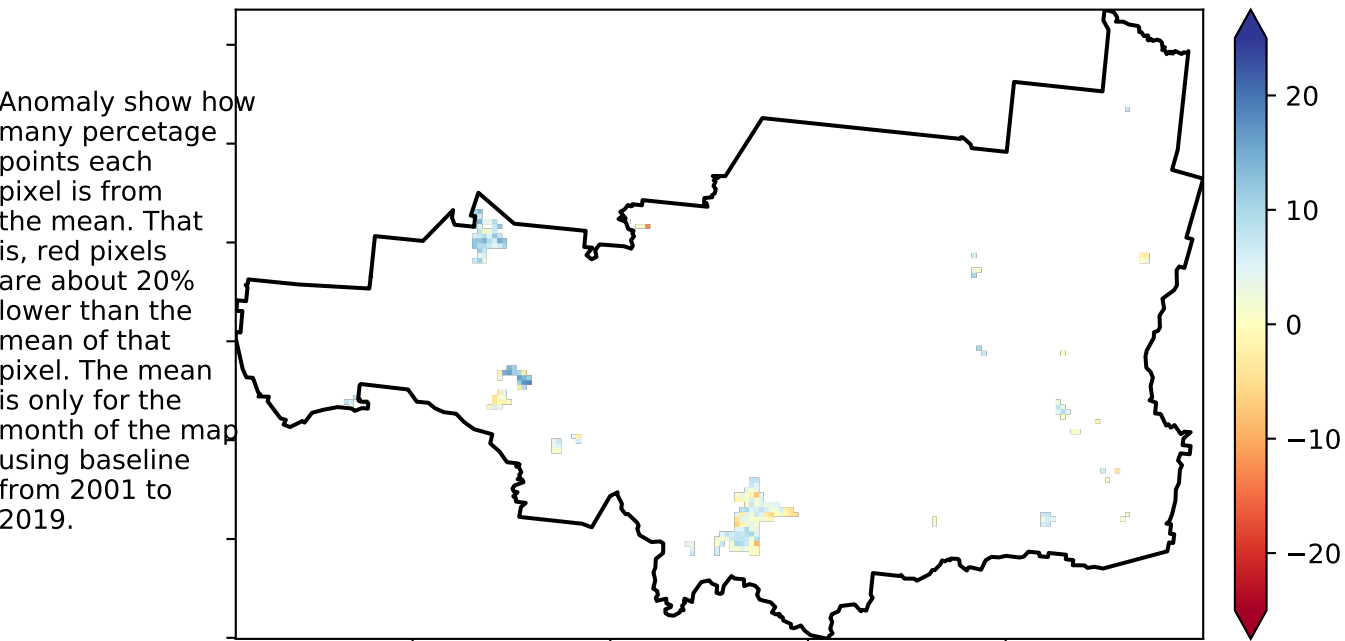 Anomaly show how
many percetage
points each
pixel is from
the mean. That
is, red pixels
are about 20%
lower than the
mean of that
pixel. The mean
is only for the
month of the map
using baseline
from 2001 to
2019.
20
10
0
−10
−20